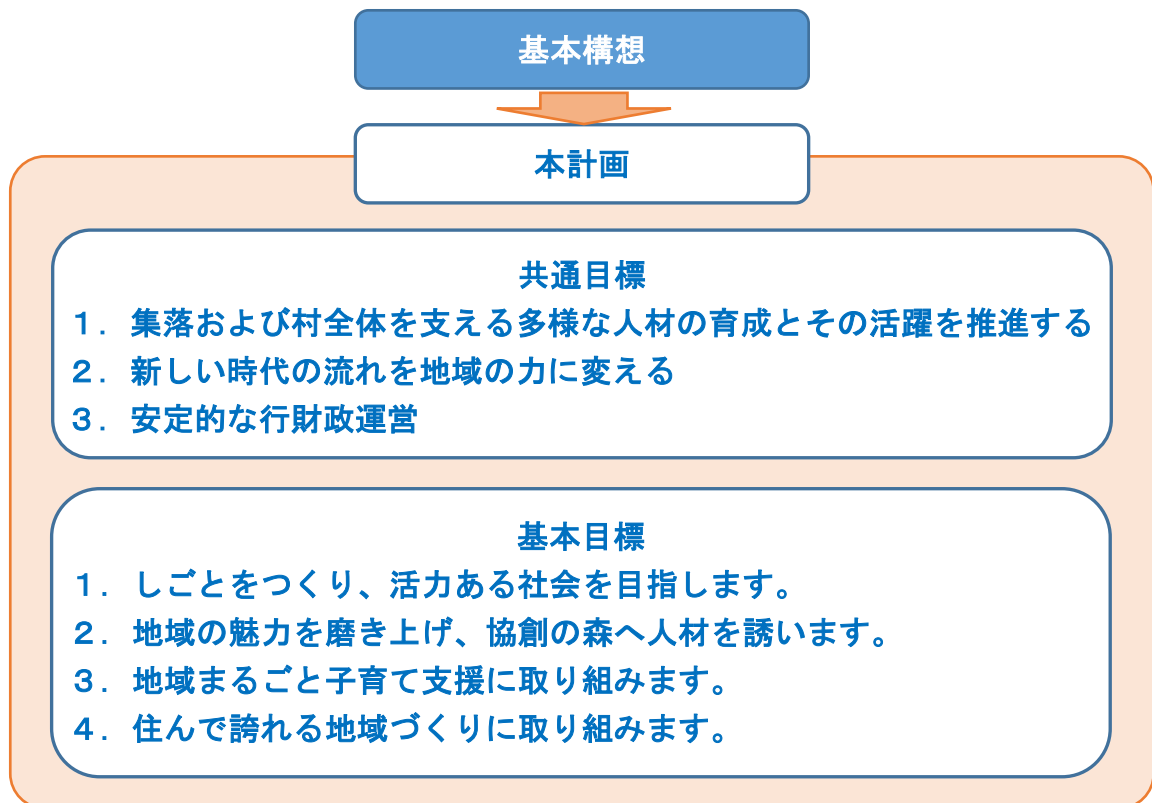 基本構想
本計画
共通目標
１．集落および村全体を支える多様な人材の育成とその活躍を推進する
２．新しい時代の流れを地域の力に変える
３．安定的な行財政運営
基本目標
１．しごとをつくり、活力ある社会を目指します。
２．地域の魅力を磨き上げ、協創の森へ人材を誘います。
３．地域まるごと子育て支援に取り組みます。
４．住んで誇れる地域づくりに取り組みます。